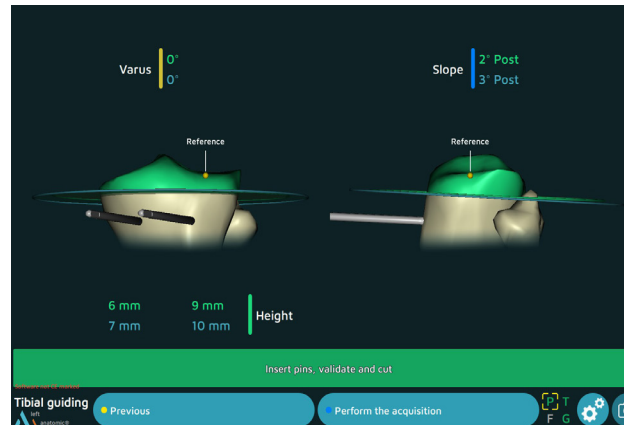 Varus
0°
0°
Slope
2° Post
3° Post
Reference
Reference
6 mm
9 mm
7 mm
10 mm
Height
Insert pins, validate and cut
Tibial guiding
left
anatomic®
Previous
Perform the acquisition
P T
F G